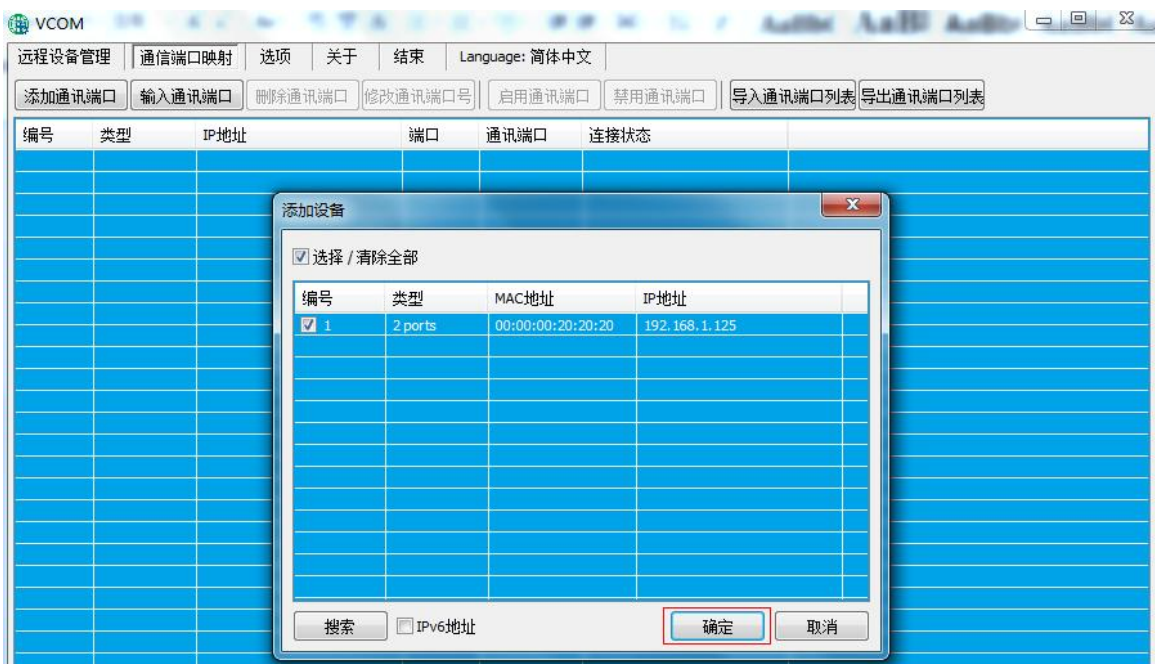 VCOM
远程设备管理 通信端口映射 选项 关于 结束 Language: 简体中文
添加通讯端口 输入通讯端口 删除通讯端口 修改通讯端口号 启用通讯端口 禁用通讯端口 导入通讯端口列表 导出通讯端口列表
编号 类型 IP地址 端口 通讯端口 连接状态
添加设备
选择 / 清除全部
编号 类型 MAC地址 IP地址
1 2 ports 00:00:00:20:20:20 192.168.1.125
搜索 IPv6地址 确定 取消